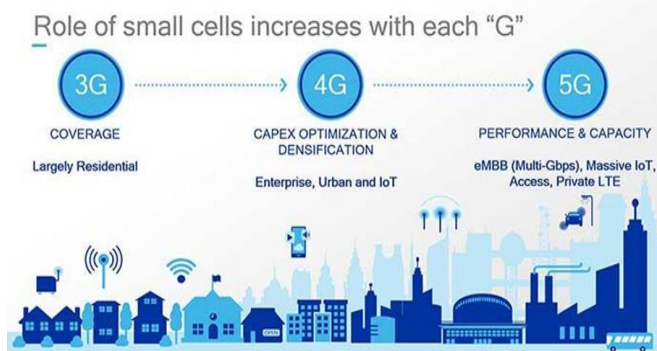 Role of small cells increases with each “G”
3G
4G
5G
COVERAGE
Largely Residential
CAPEX OPTIMIZATION &
DENSIFICATION
Enterprise, Urban and IoT
PERFORMANCE & CAPACITY
eMBB (Multi-Gbps), Massive IoT,
Access, Private LTE
OPEN